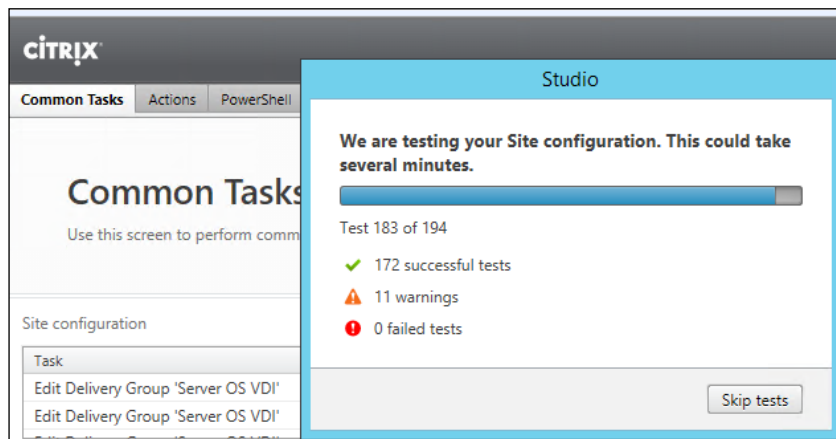 CİTRİX
Common Tasks Actions PowerShell
Common Tasks
Use this screen to perform comm
Site configuration
Task
Edit Delivery Group 'Server OS VDI'
Edit Delivery Group 'Server OS VDI'
Studio
We are testing your Site configuration. This could take
several minutes.
Test 183 of 194
172 successful tests
11 warnings
0 failed tests
Skip tests